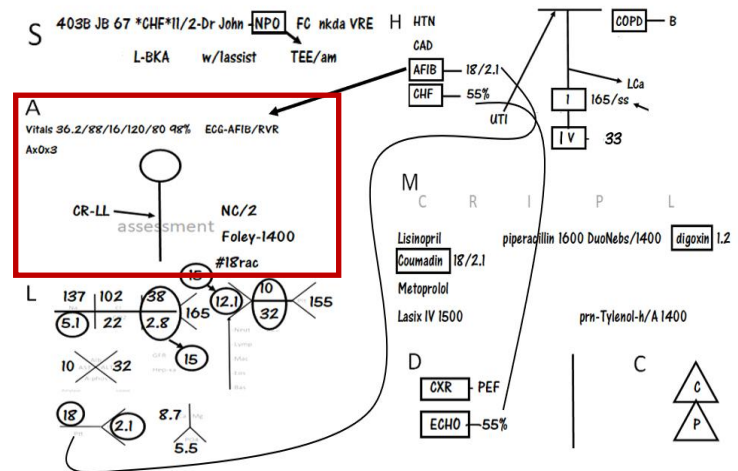 S 403B JB 67 *CHF*11/2-Dr John -NPO FC nkda VRE
L-BKA w/1assist TEE/am
H HTN
CAD
AFIB 18/2.1
CHF 55%
UTI
COPD B
LCa
I 165/ss
IV 33
A
Vitals 36.2/88/16/120/80 98% ECG-AFIB/RVR
AxOx3
CR-LL
assessment
NC/2
Foley-1400
#18rac
M
C R I P L
Lisinopril piperacillin 1600 DuoNebs/1400 digoxin 1.2
Coumadin 18/2.1
Metoprolol
Lasix IV 1500 prn-Tylenol-h/A 1400
L
137 102 38 165
5.1 22 2.8
15
15
12.1 10 155
32
10 32
18 2.1
8.7
5.5
D
CXR PEF
ECHO 55%
C
C
P